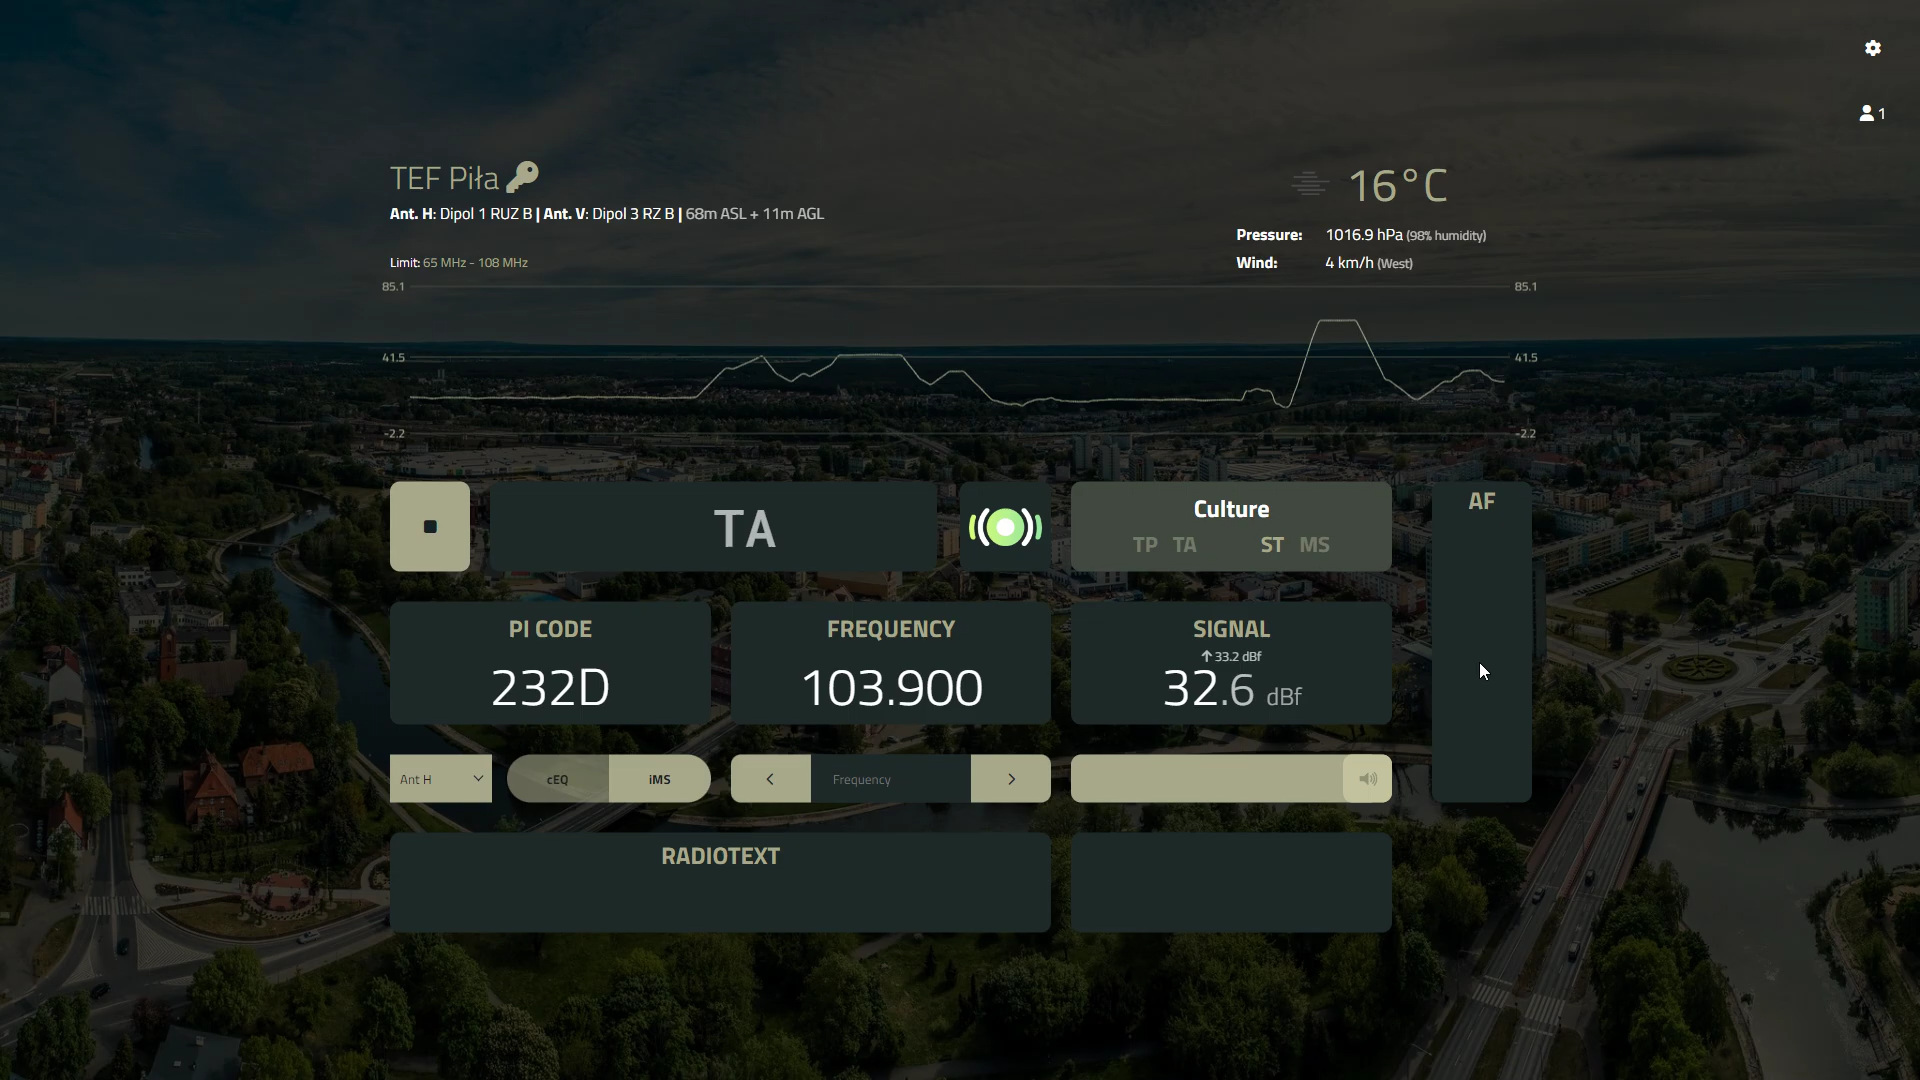 1
TEF Piła
Ant. H: Dipol 1 RUZ B | Ant. V: Dipol 3 RZ B | 68m ASL + 11m AGL
Limit: 65 MHz - 108 MHz
16°C
Pressure: 1016.9 hPa (98% humidity)
Wind: 4 km/h (West)
85.1 85.1
41.5 41.5
-2.2 -2.2
TA
Culture
TP TA ST MS
AF
PI CODE
232D
FREQUENCY
103.900
SIGNAL
33.2 dBf
32.6 dBf
Ant H
cEQ
iMS
Frequency
RADIOTEXT